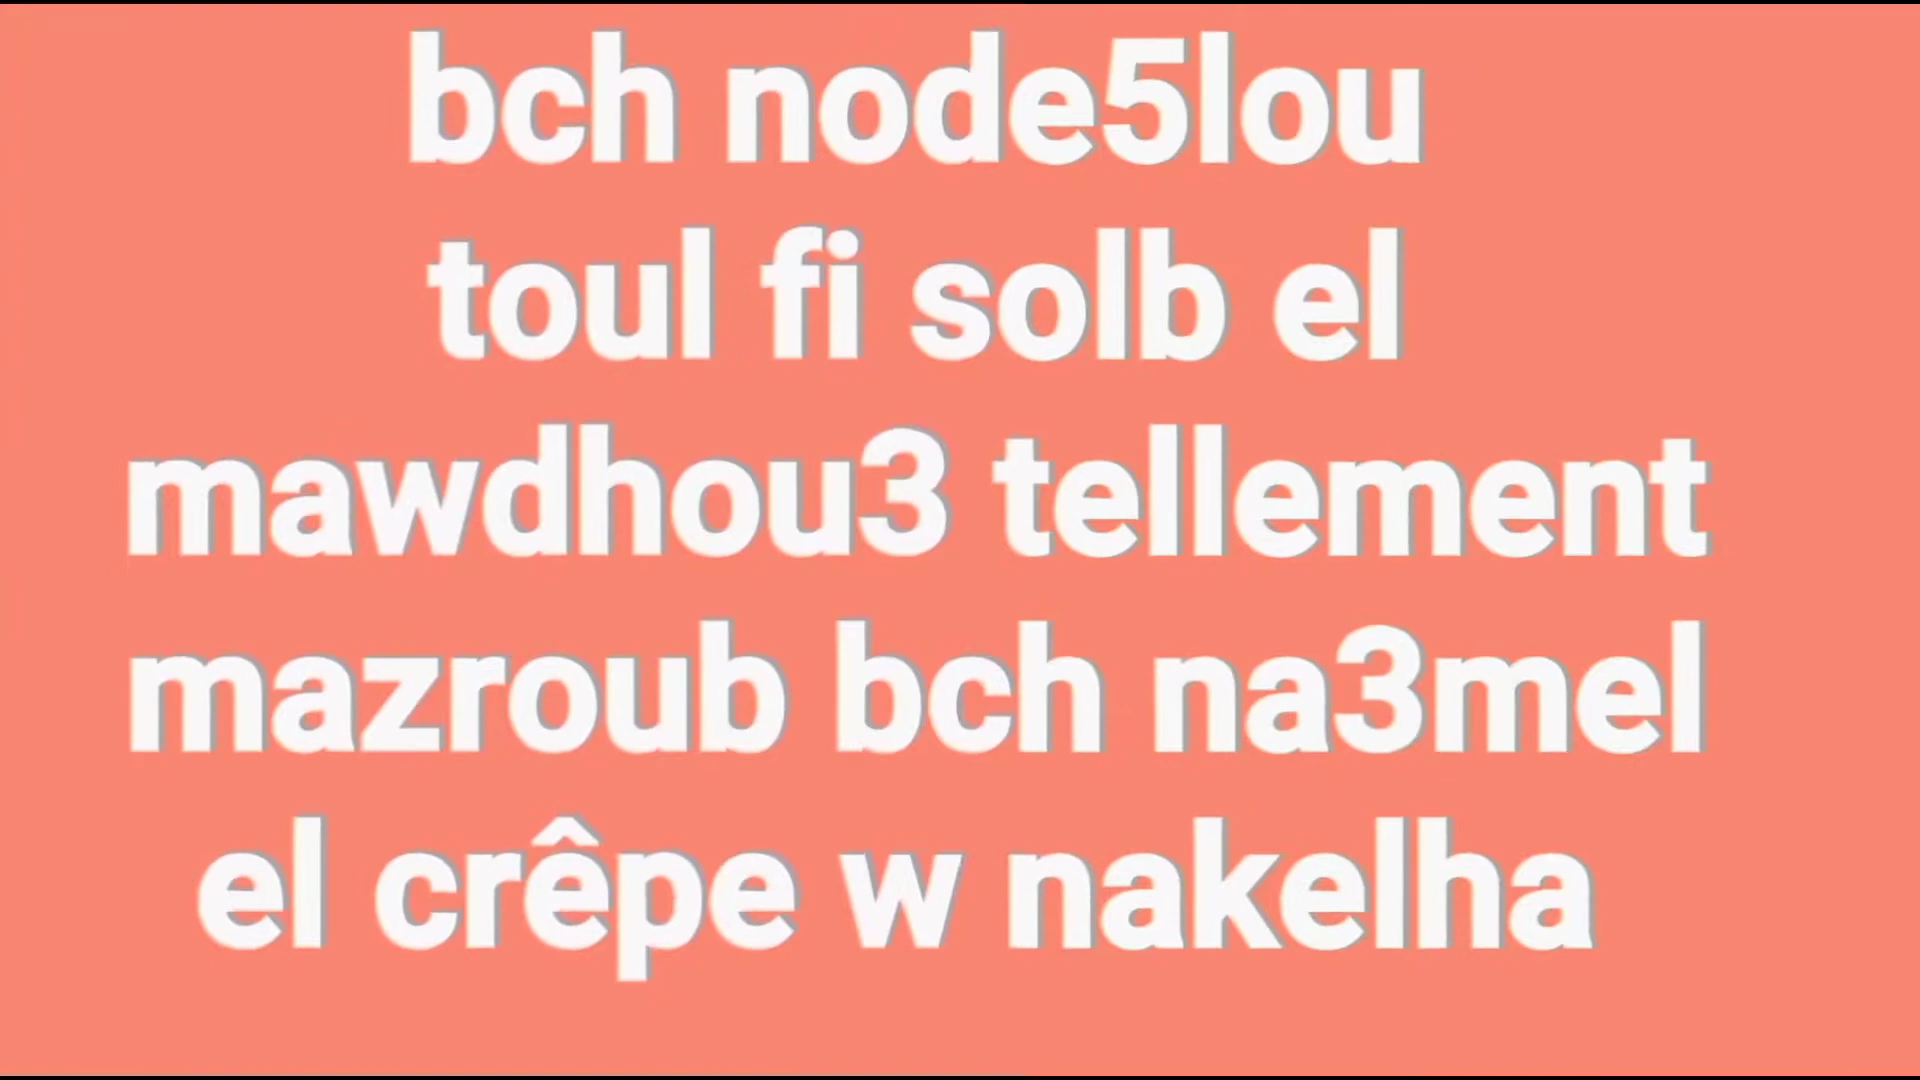 bch node5lou
toul fi solb el
mawdhou3 tellement
mazroub bch na3mel
el crêpe w nakelha